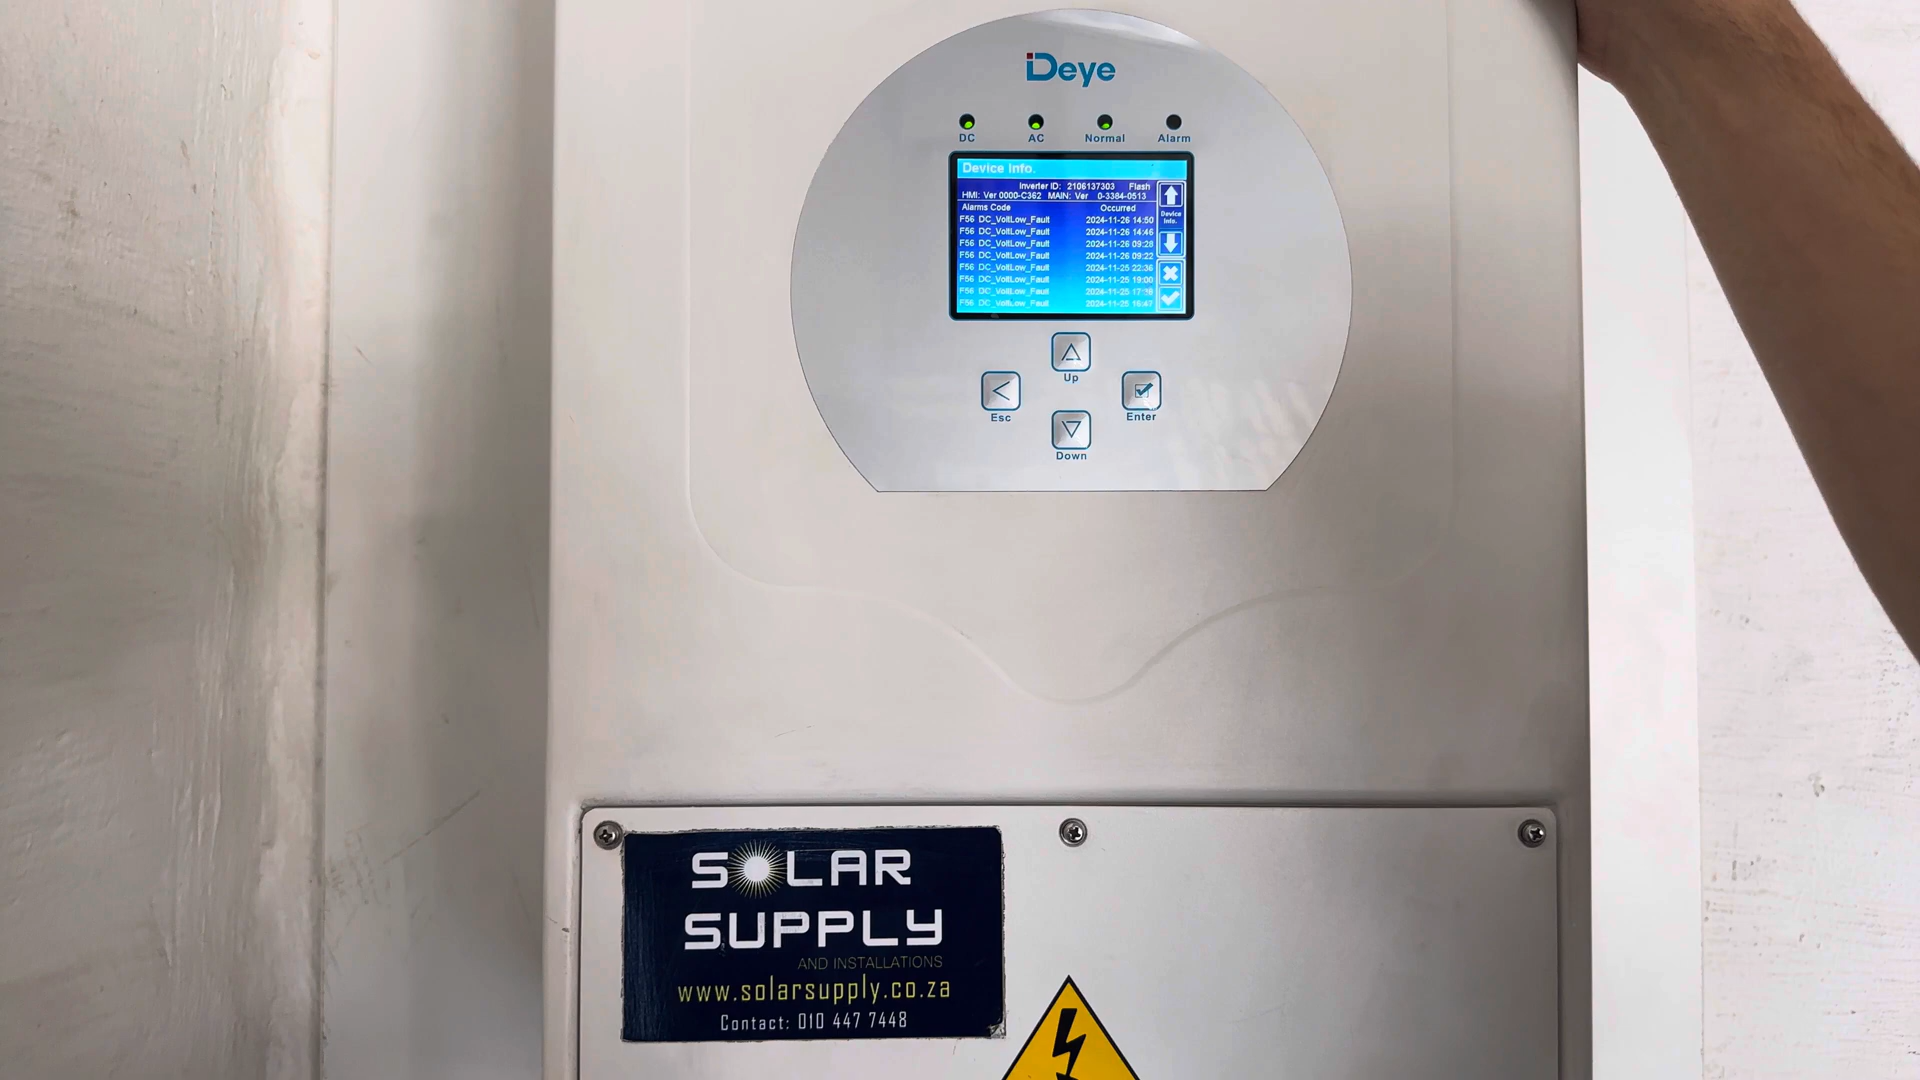 Deye
DC AC Normal Alarm
Device Info.
Inverter ID: 2106137303 Flash
HMI: Ver 0000-C362 MAIN: Ver 0-3384-0513
Alarms Code Occurred
F56 DC_VoltLow_Fault 2024-11-26 14:50
F56 DC_VoltLow_Fault 2024-11-26 14:46
F56 DC_VoltLow_Fault 2024-11-26 09:28
F56 DC_VoltLow_Fault 2024-11-26 09:22
F56 DC_VoltLow_Fault 2024-11-25 22:36
F56 DC_VoltLow_Fault 2024-11-25 19:00
F56 DC_VoltLow_Fault 2024-11-25 17:38
F56 DC_VoltLow_Fault 2024-11-25 15:47
Device
Info.
Up
Esc
Enter
Down
SOLAR
SUPPLY
AND INSTALLATIONS
www.solarsupply.co.za
Contact: 010 447 7448